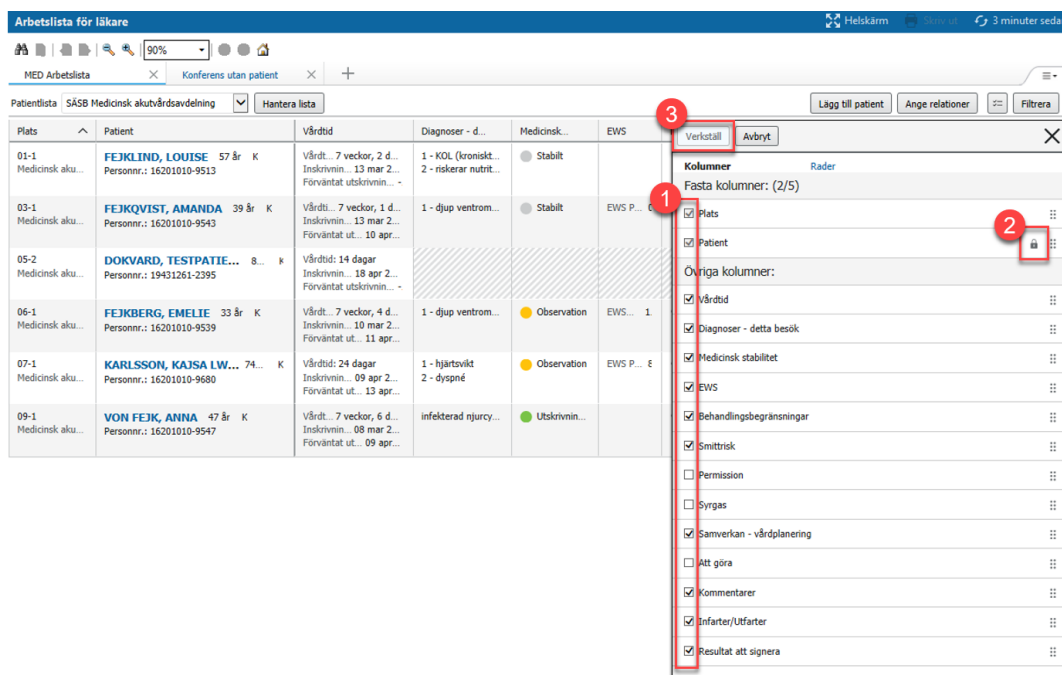 Arbetslista för läkare
Helskärm Skriv ut 3 minuter seda
90%
MED Arbetslista Konferens utan patient
Patientlista SÄSB Medicinsk akutvårdsavdelning Hantera lista Lägg till patient Ange relationer Filtrera
Plats Patient Vårdtid Diagnoser - d... Medicinsk... EWS
01-1 FEJKLIND, LOUISE 57 år K Vårdt... 7 veckor, 2 d... 1 - KOL (kroniskt... Stabilt
Medicinsk aku... Personnr.: 16201010-9513 Inskrivnin... 13 mar 2... 2 - riskerar nutrit...
Förväntat utskrivnin... -
03-1 FEJKQVIST, AMANDA 39 år K Vårdti... 7 veckor, 1 d... 1 - djup ventrom... Stabilt EWS P...
Medicinsk aku... Personnr.: 16201010-9543 Inskrivnin... 13 mar 2...
Förväntat ut... 10 apr...
05-2 DOKVARD, TESTPATIE... 8... K Vårdtid: 14 dagar
Medicinsk aku... Personnr.: 19431261-2395 Inskrivnin... 18 apr 2...
Förväntat utskrivnin... -
06-1 FEJKBERG, EMELIE 33 år K Vårdt... 7 veckor, 4 d... 1 - djup ventrom... Observation EWS... 1
Medicinsk aku... Personnr.: 16201010-9539 Inskrivnin... 10 mar 2...
Förväntat ut... 11 apr...
07-1 KARLSSON, KAJSA LW... 74... K Vårdtid: 24 dagar 1 - hjärtsvikt Observation EWS P... 8
Medicinsk aku... Personnr.: 16201010-9680 Inskrivnin... 09 apr 2... 2 - dyspné
Förväntat ut... 13 apr...
09-1 VON FEJK, ANNA 47 år K Vårdt... 7 veckor, 6 d... infekterad njurcy... Utskrivnin...
Medicinsk aku... Personnr.: 16201010-9547 Inskrivnin... 08 mar 2...
Förväntat ut... 09 apr...
3
Verkställ Avbryt
Kolumner Rader
Fasta kolumner: (2/5)
1
Plats
2
Patient
Övriga kolumner:
Vårdtid
Diagnoser - detta besök
Medicinsk stabilitet
EWS
Behandlingsbegränsningar
Smittrisk
Permission
Syrgas
Samverkan - vårdplanering
Att göra
Kommentarer
Infarter/Utfarter
Resultat att signera